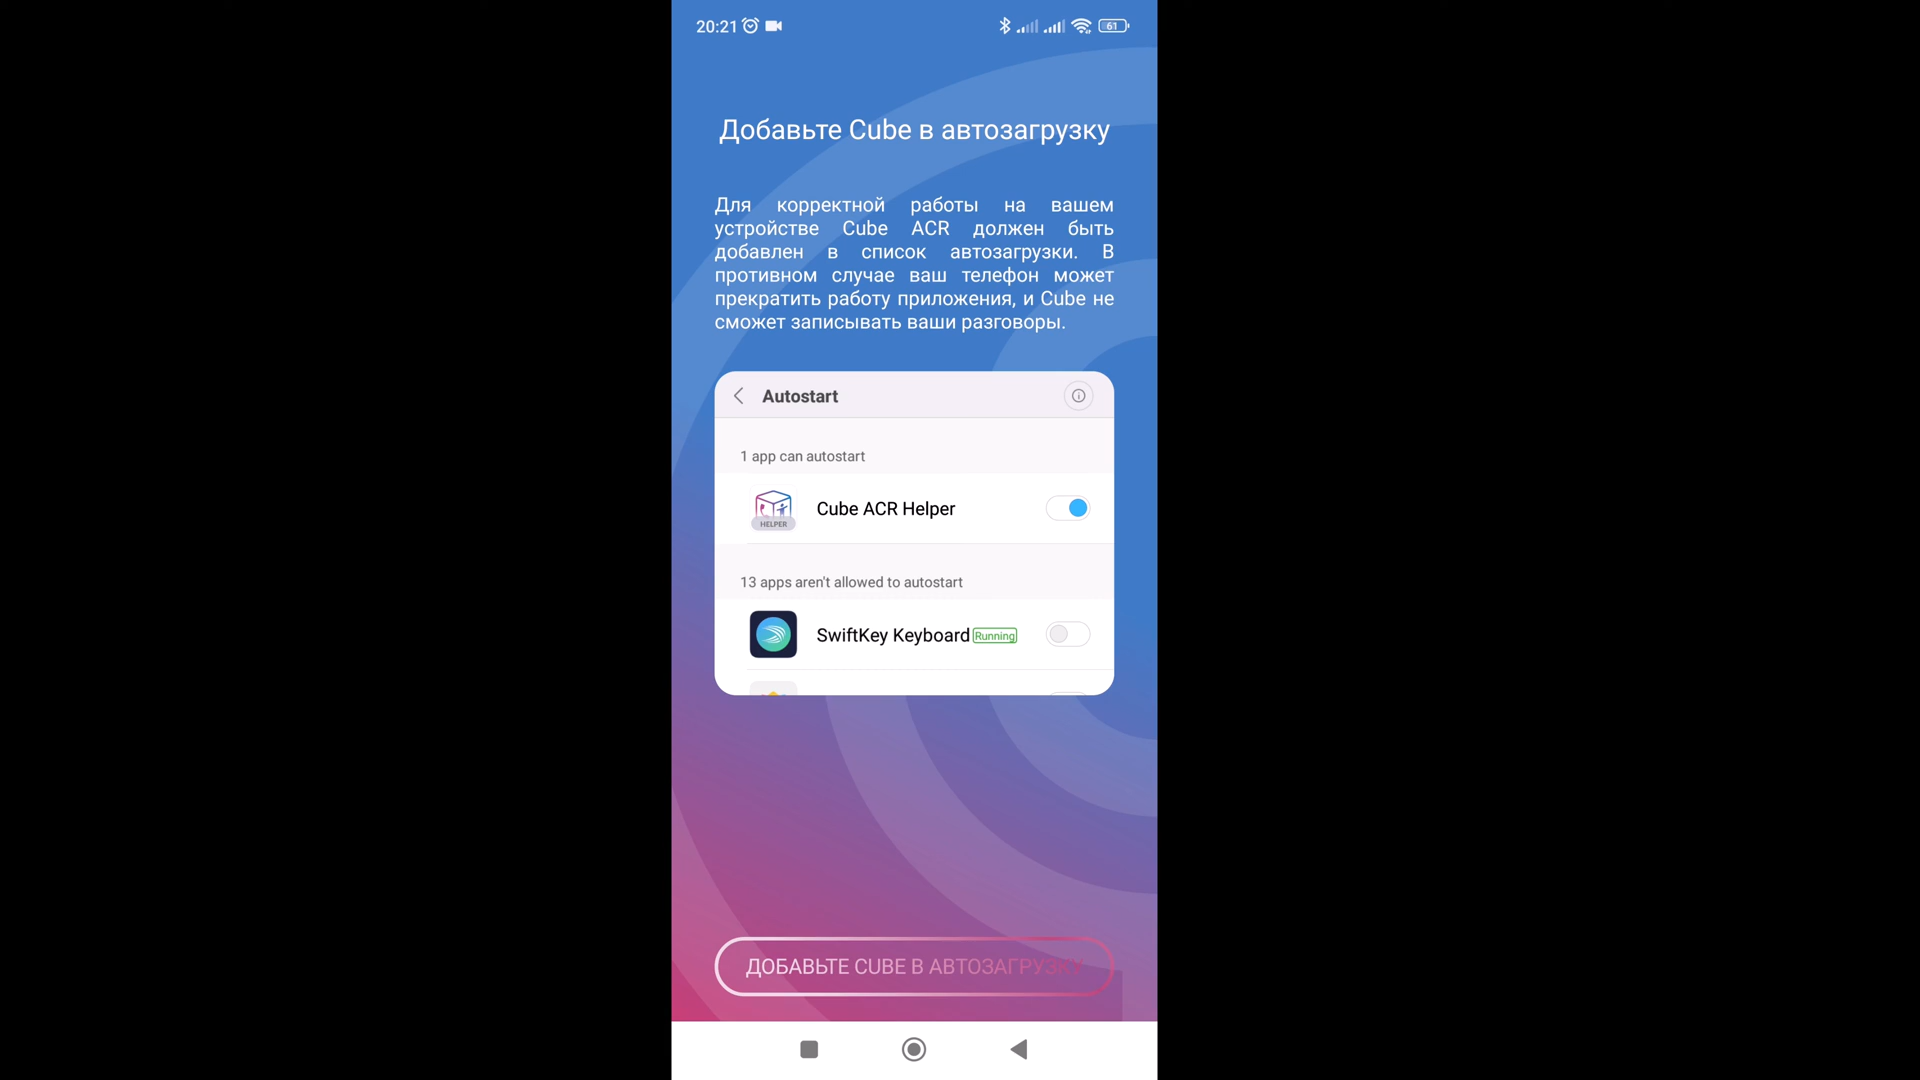 20:21
61
Добавьте Cube в автозагрузку
Для корректной работы на вашем
устройстве Cube ACR должен быть
добавлен в список автозагрузки. В
противном случае ваш телефон может
прекратить работу приложения, и Cube не
сможет записывать ваши разговоры.
Autostart
1 app can autostart
HELPER
Cube ACR Helper
13 apps aren't allowed to autostart
SwiftKey Keyboard Running
ДОБАВЬТЕ CUBE В АВТОЗАГРУЗКУ